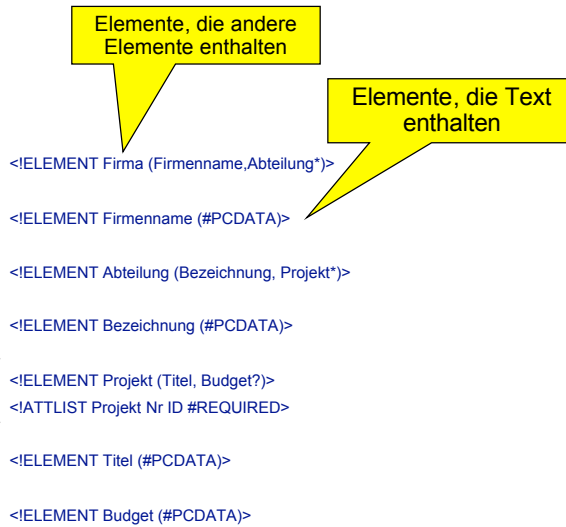 Elemente, die andere
Elemente enthalten
Elemente, die Text
enthalten
<!ELEMENT Firma (Firmenname,Abteilung*)>
<!ELEMENT Firmenname (#PCDATA)>
<!ELEMENT Abteilung (Bezeichnung, Projekt*)>
<!ELEMENT Bezeichnung (#PCDATA)>
<!ELEMENT Projekt (Titel, Budget?)>
<!ATTLIST Projekt Nr ID #REQUIRED>
<!ELEMENT Titel (#PCDATA)>
<!ELEMENT Budget (#PCDATA)>